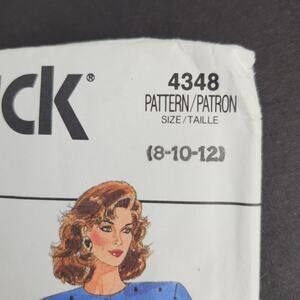 ick®
4348
PATTERN/PATRON
SIZE/TAILLE
(8-10-12)